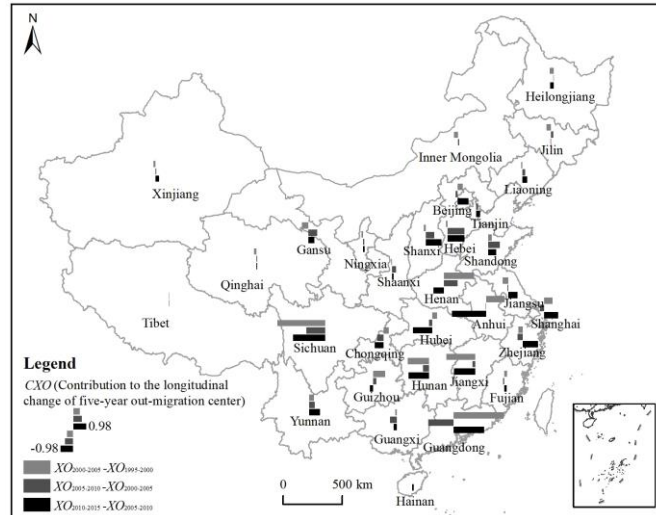 N
Heilongjiang
Jilin
Inner Mongolia
Liaoning
Xinjiang
Beijing
Tianjin
Gansu
Ningxia
Shanxi
Hebei
Shandong
Qinghai
Shaanxi
Henan
Jiangsu
Tibet
Anhui
Shanghai
Hubei
Sichuan
Chongqing
Zhejiang
Hunan
Jiangxi
Guizhou
Fujian
Yunnan
Guangxi
Guangdong
Hainan
Legend
CXO (Contribution to the longitudinal
change of five-year out-migration center)
0.98
-0.98
XO2000-2005 -XO1995-2000
XO2005-2010 -XO2000-2005
XO2010-2015 -XO2005-2010
0 500 km